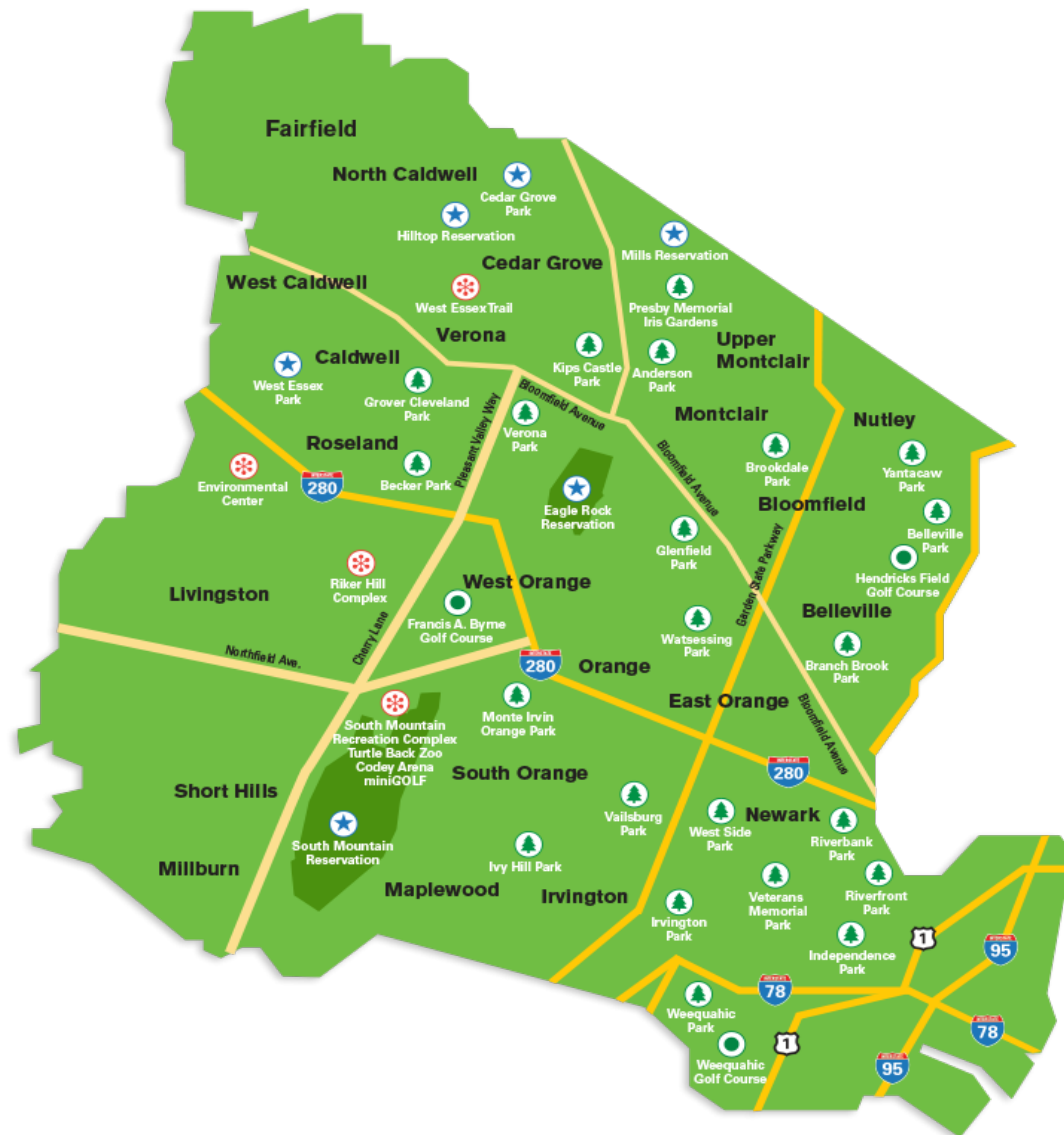 Fairfield
North Caldwell
Cedar Grove
Park
Hilltop Reservation
Mills Reservation
Cedar Grove
West Caldwell
West Essex Trail
Presby Memorial
Iris Gardens
Verona
Upper
Montclair
Caldwell
Kips Castle
Park
Anderson
Park
West Essex
Park
Grover Cleveland
Park
Bloomfield Avenue
Pleasant Valley Way
Verona
Park
Montclair
Nutley
Roseland
Becker Park
Environmental
Center
280
Bloomfield Avenue
Brookdale
Park
Yantacaw
Park
Eagle Rock
Reservation
Bloomfield
Belleville
Park
Glenfield
Park
Garden State Parkway
Hendricks Field
Golf Course
Riker Hill
Complex
West Orange
Livingston
Francis A. Byrne
Golf Course
Belleville
Watsessing
Park
Cherry Lane
Northfield Ave.
280
Orange
Branch Brook
Park
East Orange
Bloomfield Avenue
Monte Irvin
Orange Park
South Mountain
Recreation Complex
Turtle Back Zoo
Codey Arena
miniGOLF
South Orange
280
Short Hills
Vailsburg
Park
West Side
Park
Newark
Riverbank
Park
South Mountain
Reservation
Millburn
Ivy Hill Park
Maplewood
Irvington
Veterans
Memorial
Park
Riverfront
Park
Irvington
Park
Independence
Park
1
95
78
Weequahic
Park
78
1
Weequahic
Golf Course
95